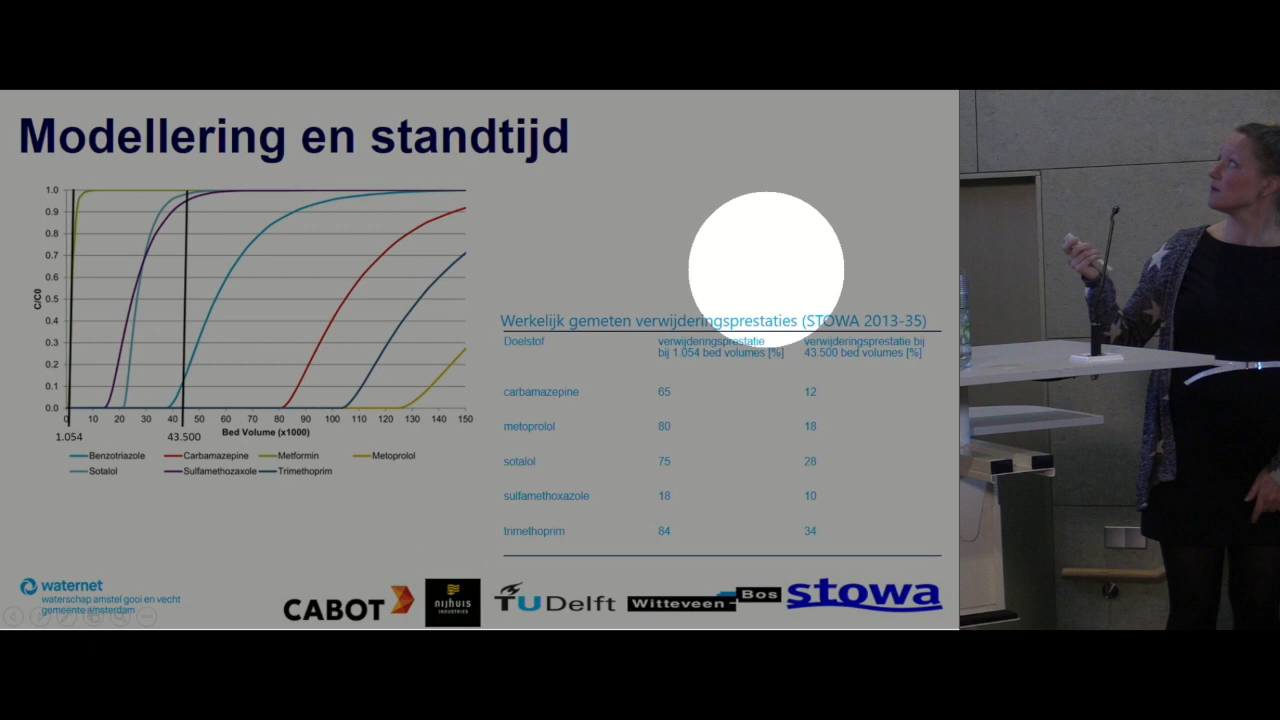 Modellering en standtijd
1.0
0.9
0.8
0.7
0.6
0.5
0.4
0.3
0.2
0.1
0.0
C/C0
0 10 20 30 40 50 60 70 80 90 100 110 120 130 140 150
1.054 43.500 Bed Volume (x1000)
Benzotriazole Carbamazepine Metformin Metoprolol
Sotalol Sulfamethozaxole Trimethoprim
Werkelijk gemeten verwijderingsprestaties (STOWA 2013-35)
Doelstof verwijderingsprestatie verwijderingsprestatie bij
bij 1.054 bed volumes [%] 43.500 bed volumes [%]
carbamazepine 65 12
metoprolol 80 18
sotalol 75 28
sulfamethoxazole 18 10
trimethoprim 84 34
waternet
waterschap amstel gooi en vecht
gemeente amsterdam
CABOT
NIJHUIS
INDUSTRIES
TU Delft
Witteveen+ Bos
stowa